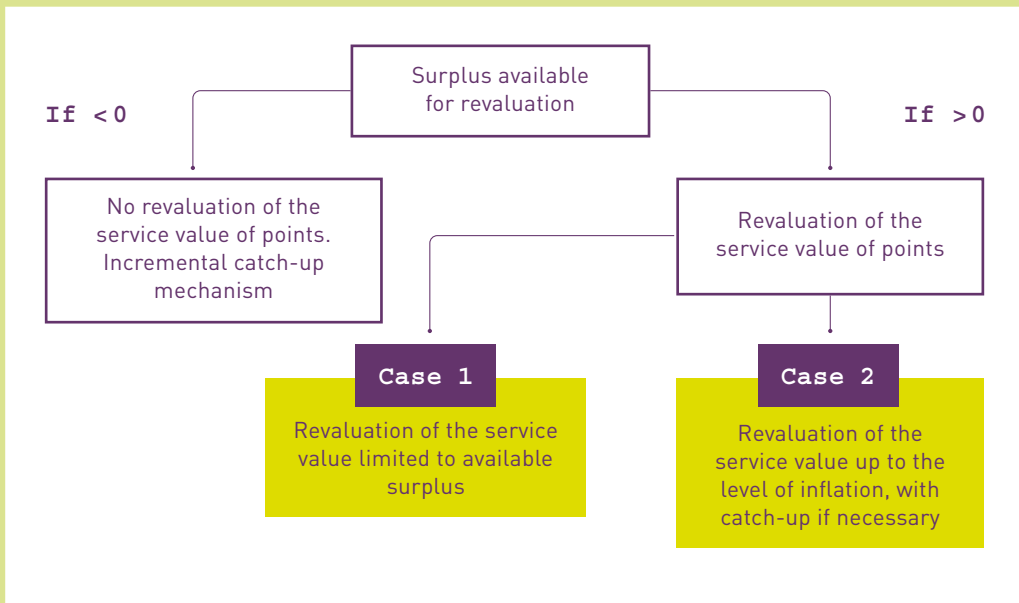 Surplus available
for revaluation
If <0
If >0
No revaluation of the
service value of points.
Incremental catch-up
mechanism
Revaluation of the
service value of points
Case 1
Revaluation of the service
value limited to available
surplus
Case 2
Revaluation of the
service value up to the
level of inflation, with
catch-up if necessary